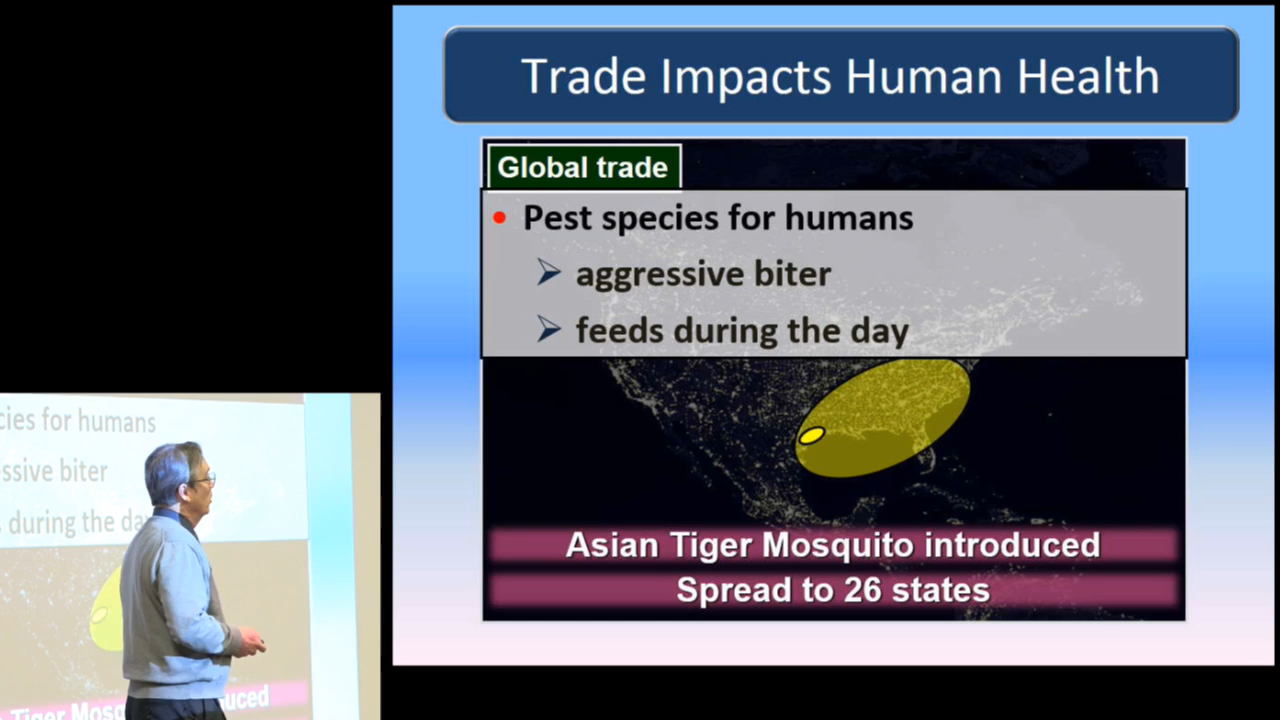 Trade Impacts Human Health
Global trade
• Pest species for humans
➢ aggressive biter
➢ feeds during the day
Asian Tiger Mosquito introduced
Spread to 26 states
cies for humans
ssive biter
during the da
Tiger Mosq
uced